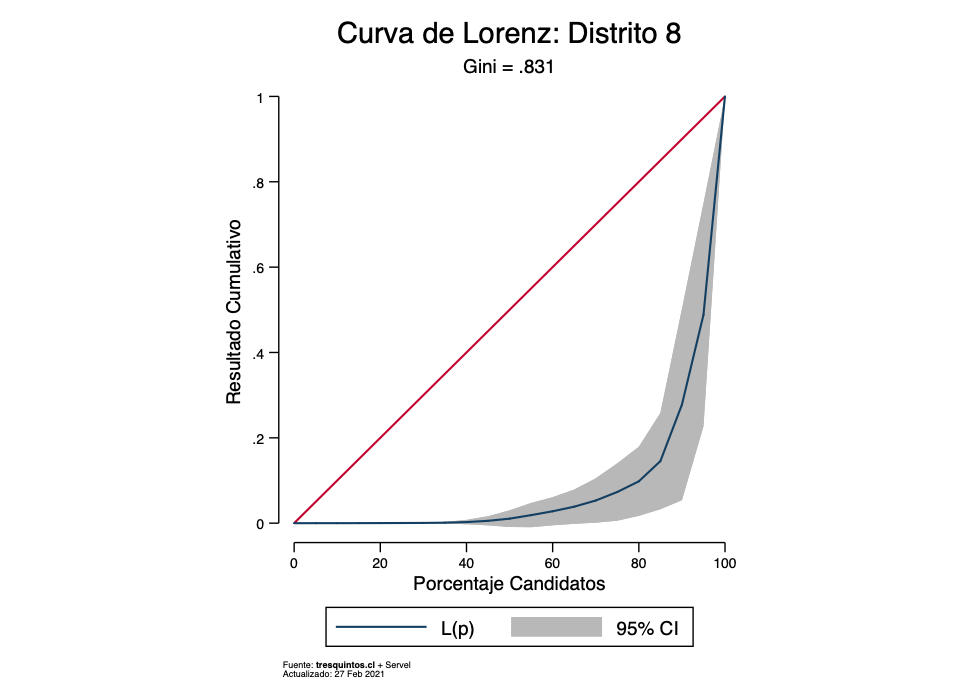 Curva de Lorenz: Distrito 8
Gini = .831
1
.8
.6
.4
.2
0
Resultado Cumulativo
0 20 40 60 80 100
Porcentaje Candidatos
L(p) 95% CI
Fuente: tresquintos.cl + Servel
Actualizado: 27 Feb 2021